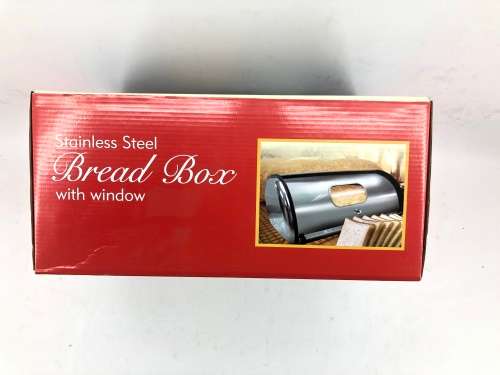 Stainless Steel
Bread Box
with window